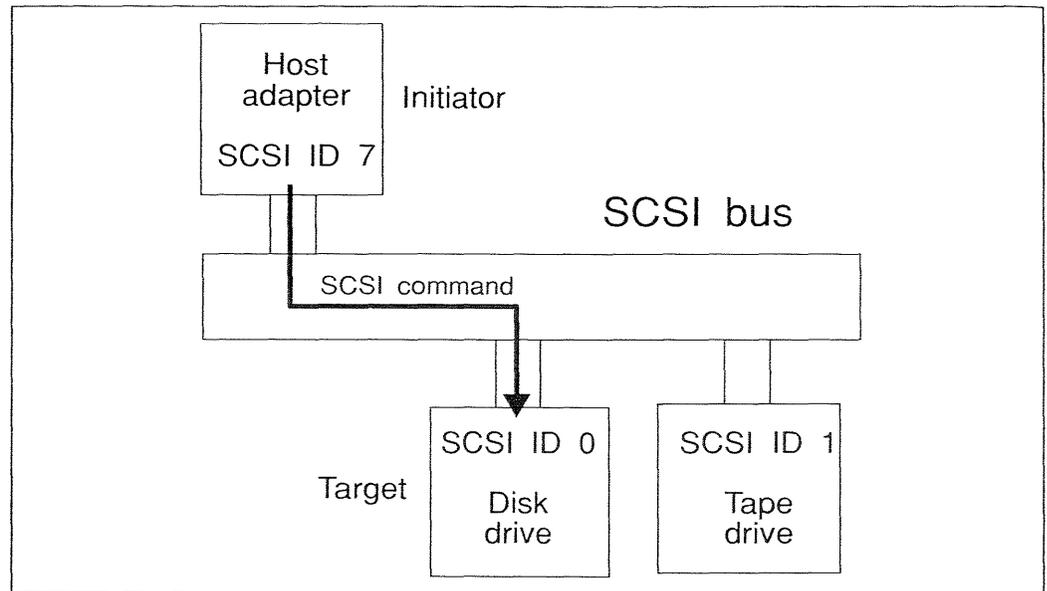 Host
adapter
Initiator
SCSI ID 7
SCSI bus
SCSI command
SCSI ID 0
SCSI ID 1
Target
Disk
drive
Tape
drive